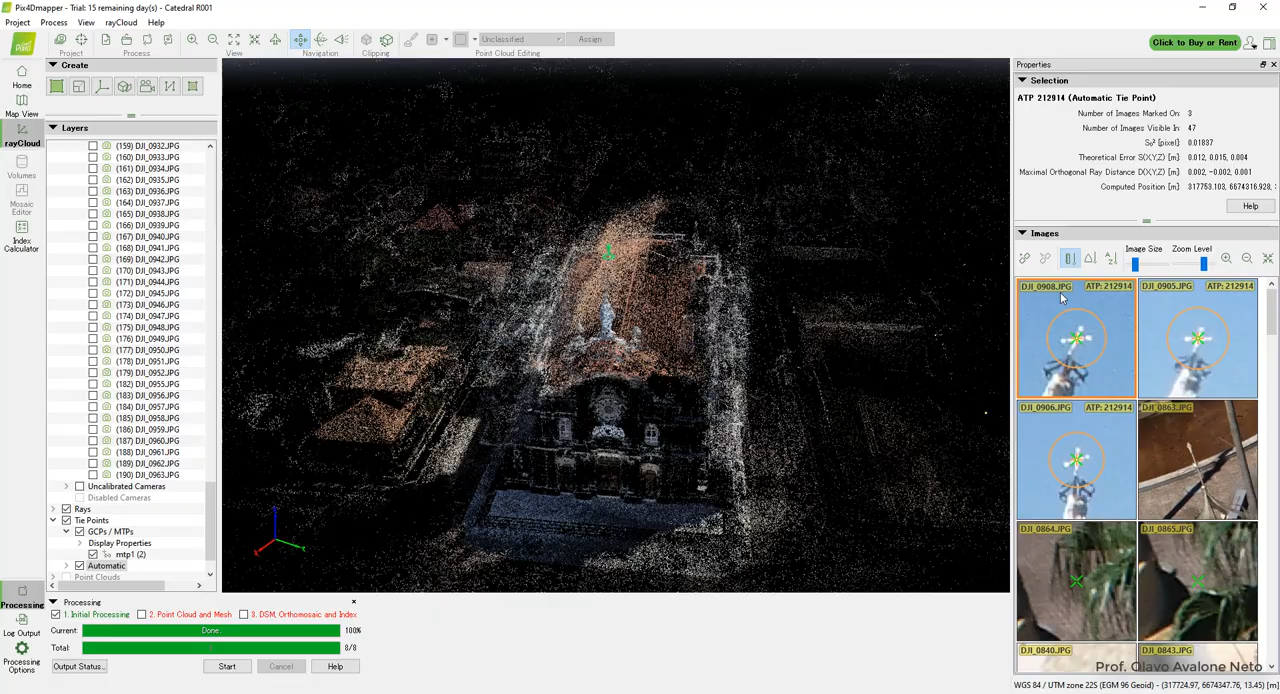 Pix4Dmapper - Trial: 15 remaining day(s) - Catedral R001
Project Process View rayCloud Help
Unclassified Assign
Project Process View Navigation Clipping Point Cloud Editing
Click to Buy or Rent
Home
Map View
rayCloud
Volumes
Mosaic
Editor
Index
Calculator
Processing
Log Output
Processing
Options
Create
Layers
(159) DJI_0932.JPG
(160) DJI_0933.JPG
(161) DJI_0934.JPG
(162) DJI_0935.JPG
(163) DJI_0936.JPG
(164) DJI_0937.JPG
(165) DJI_0938.JPG
(166) DJI_0939.JPG
(167) DJI_0940.JPG
(168) DJI_0941.JPG
(169) DJI_0942.JPG
(170) DJI_0943.JPG
(171) DJI_0944.JPG
(172) DJI_0945.JPG
(173) DJI_0946.JPG
(174) DJI_0947.JPG
(175) DJI_0948.JPG
(176) DJI_0949.JPG
(177) DJI_0950.JPG
(178) DJI_0951.JPG
(179) DJI_0952.JPG
(182) DJI_0955.JPG
(183) DJI_0956.JPG
(184) DJI_0957.JPG
(185) DJI_0958.JPG
(186) DJI_0959.JPG
(187) DJI_0960.JPG
(188) DJI_0961.JPG
(189) DJI_0962.JPG
(190) DJI_0963.JPG
Uncalibrated Cameras
Disabled Cameras
Rays
Tie Points
GCPs / MTPs
Display Properties
mtp1 (2)
Automatic
Point Clouds
Processing
1. Initial Processing 2. Point Cloud and Mesh 3. DSM, Orthomosaic and Index
Current: Done. 100%
Total: 8/8
Output Status... Start Cancel Help
Properties
Selection
ATP 212914 (Automatic Tie Point)
Number of Images Marked On: 3
Number of Images Visible In: 47
S₀² [pixel]: 0.01837
Theoretical Error S(X,Y,Z) [m]: 0.012, 0.015, 0.004
Maximal Orthogonal Ray Distance D(X,Y,Z) [m]: 0.002, -0.002, 0.001
Computed Position [m]: 317753.103, 6674316.928,
Help
Images
Image Size Zoom Level
DJI_0908.JPG ATP: 212914 DJI_0905.JPG ATP: 212914
DJI_0906.JPG ATP: 212914 DJI_0863.JPG
DJI_0864.JPG DJI_0865.JPG
DJI_0840.JPG DJI_0843.JPG
Prof. Olavo Avalone Neto
WGS 84 / UTM zone 22S (EGM 96 Geoid) - (317724.97, 6674347.76, 13.45) [m]